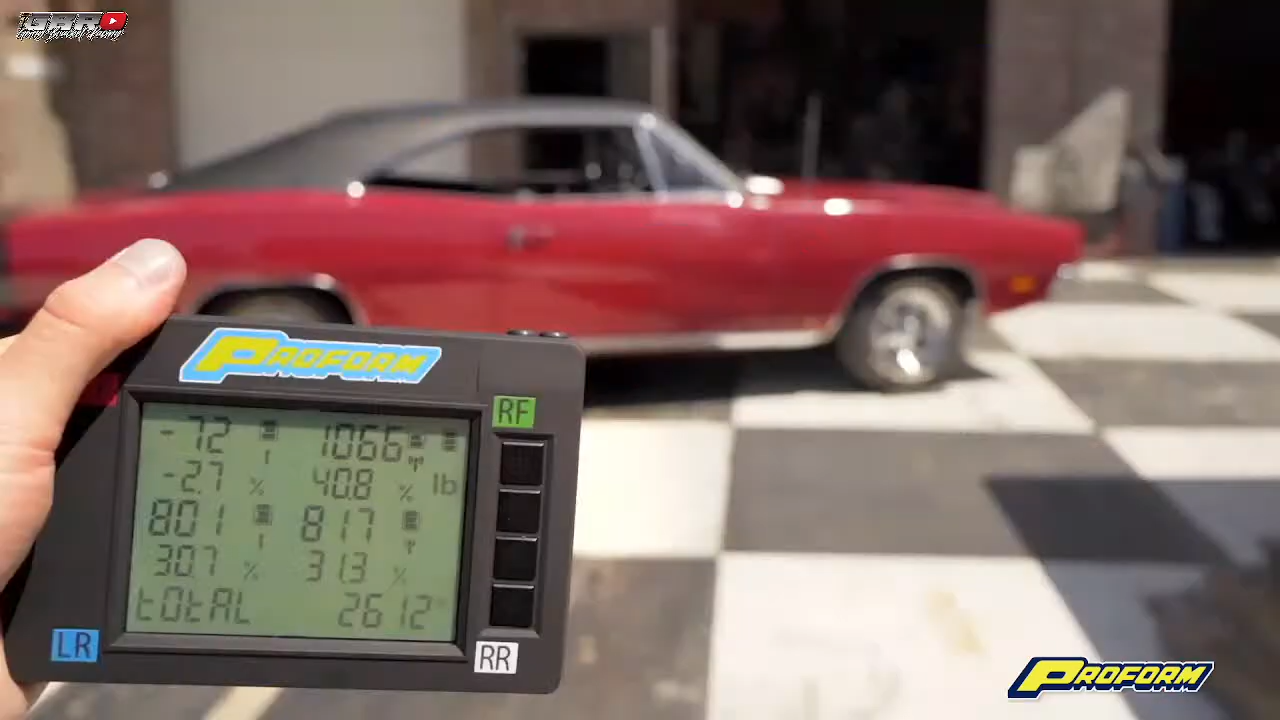 GBR
PROFORM
RF
-72 1066
-2.7 % 40.8 % lb
801 817
30.7 % 31.3 %
totAL 2612
LR
RR
PROFORM